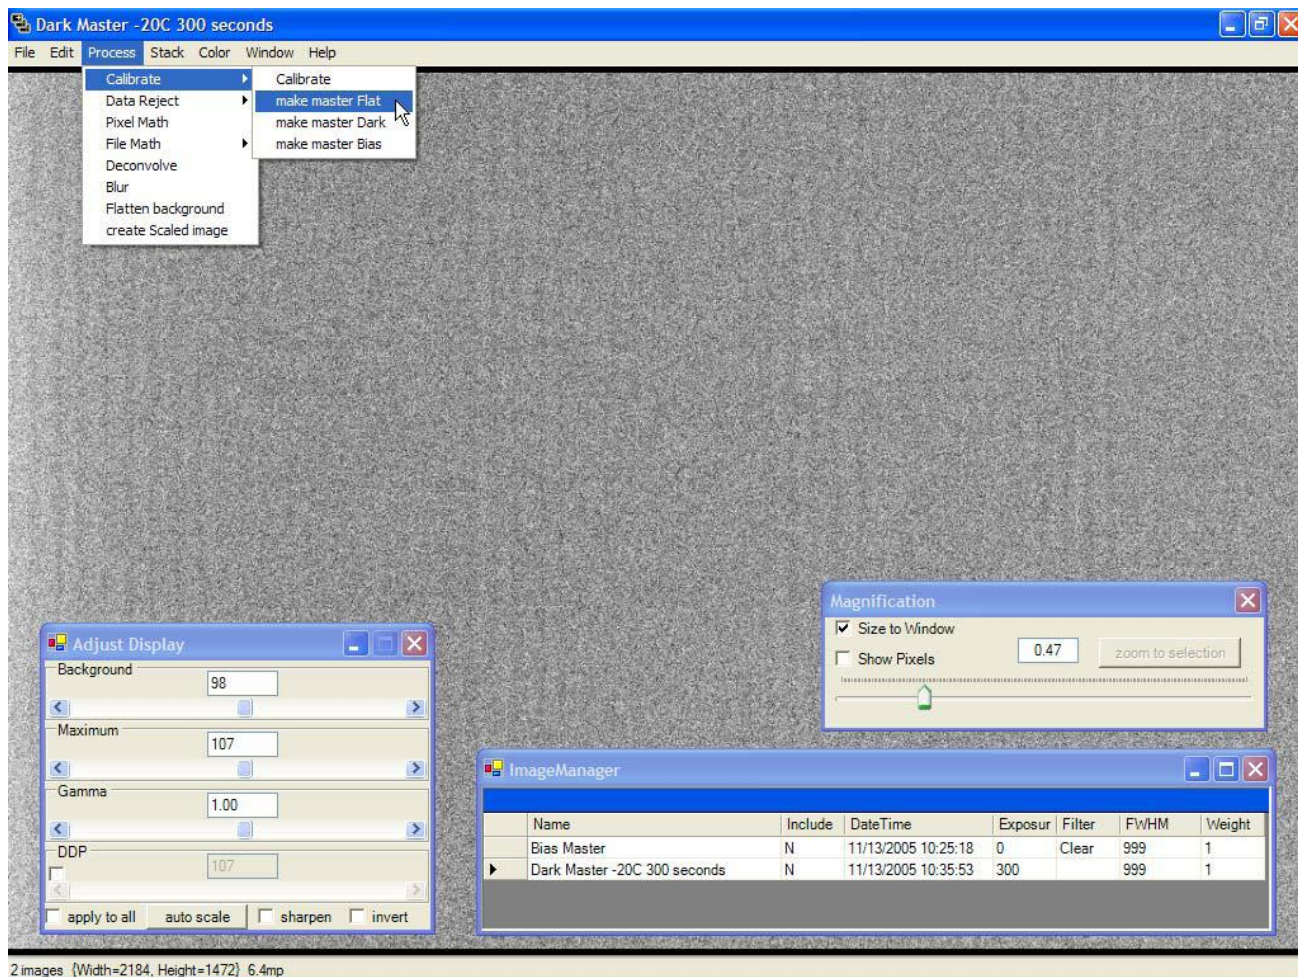 Dark Master -20C 300 seconds
File Edit Process Stack Color Window Help
Calibrate
Data Reject
Pixel Math
File Math
Deconvolve
Blur
Flatten background
create Scaled image
Calibrate
make master Flat
make master Dark
make master Bias
Magnification
Size to Window
Show Pixels
0.47
zoom to selection
Adjust Display
Background
98
Maximum
107
Gamma
1.00
DDP
107
apply to all auto scale sharpen invert
ImageManager
Name Include DateTime Exposur Filter FWHM Weight
Bias Master N 11/13/2005 10:25:18 0 Clear 999 1
Dark Master -20C 300 seconds N 11/13/2005 10:35:53 300 999 1
2 images {Width=2184, Height=1472} 6.4mp